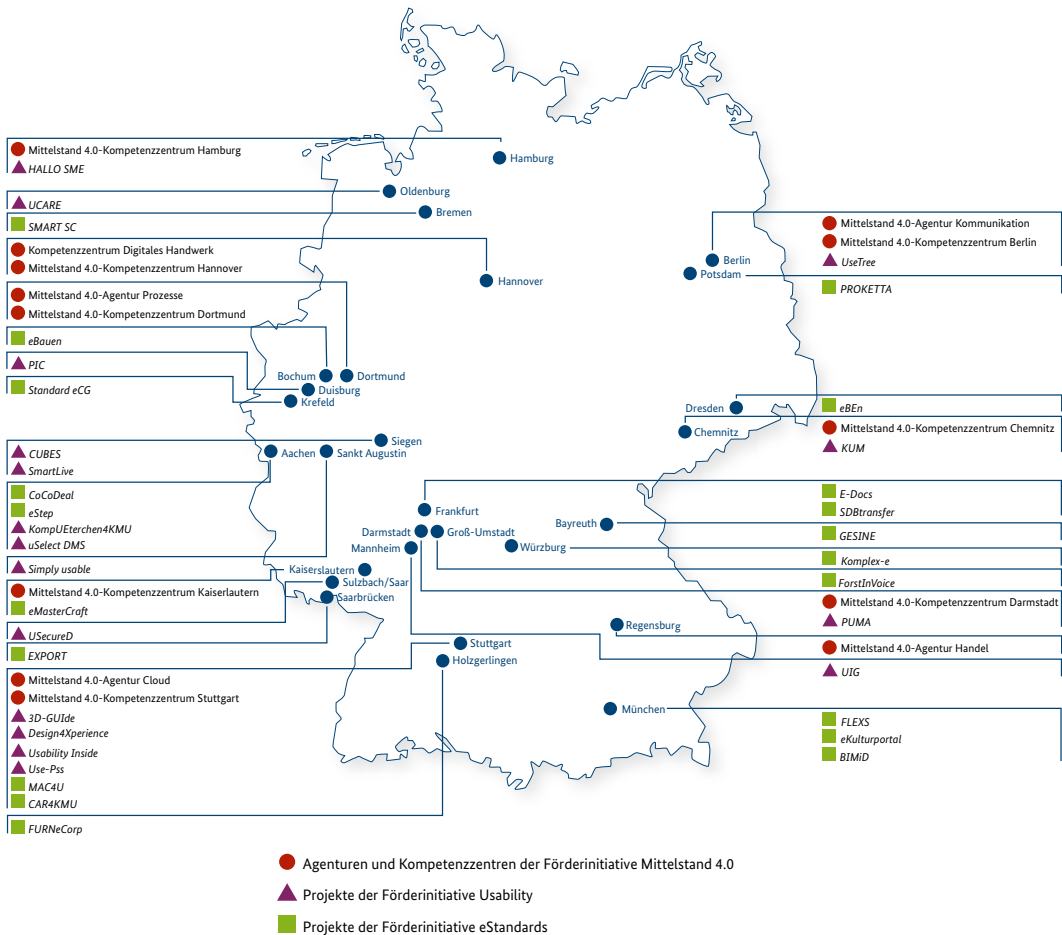 Mittelstand 4.0-Kompetenzzentrum Hamburg
HALLO SME
UCARE
SMART SC
Kompetenzzentrum Digitales Handwerk
Mittelstand 4.0-Kompetenzzentrum Hannover
Mittelstand 4.0-Agentur Prozesse
Mittelstand 4.0-Kompetenzzentrum Dortmund
eBauen
PIC
Standard eCG
CUBES
SmartLive
CoCoDeal
eStep
KompUEterchen4KMU
uSelect DMS
Simply usable
Mittelstand 4.0-Kompetenzzentrum Kaiserlautern
eMasterCraft
USecureD
EXPORT
Mittelstand 4.0-Agentur Cloud
Mittelstand 4.0-Kompetenzzentrum Stuttgart
3D-GUIde
Design4Xperience
Usability Inside
Use-Pss
MAC4U
CAR4KMU
FURNeCorp
Hamburg
Oldenburg
Bremen
Hannover
Berlin
Potsdam
Bochum
Dortmund
Duisburg
Krefeld
Dresden
Chemnitz
Siegen
Aachen
Sankt Augustin
Frankfurt
Darmstadt
Groß-Umstadt
Mannheim
Bayreuth
Würzburg
Kaiserslautern
Sulzbach/Saar
Saarbrücken
Regensburg
Stuttgart
Holzgerlingen
München
Mittelstand 4.0-Agentur Kommunikation
Mittelstand 4.0-Kompetenzzentrum Berlin
UseTree
PROKETTA
eBEn
Mittelstand 4.0-Kompetenzzentrum Chemnitz
KUM
E-Docs
SDBtransfer
GESINE
Komplex-e
ForstInVoice
Mittelstand 4.0-Kompetenzzentrum Darmstadt
PUMA
Mittelstand 4.0-Agentur Handel
UIG
FLEXS
eKulturportal
BIMiD
Agenturen und Kompetenzzentren der Förderinitiative Mittelstand 4.0
Projekte der Förderinitiative Usability
Projekte der Förderinitiative eStandards